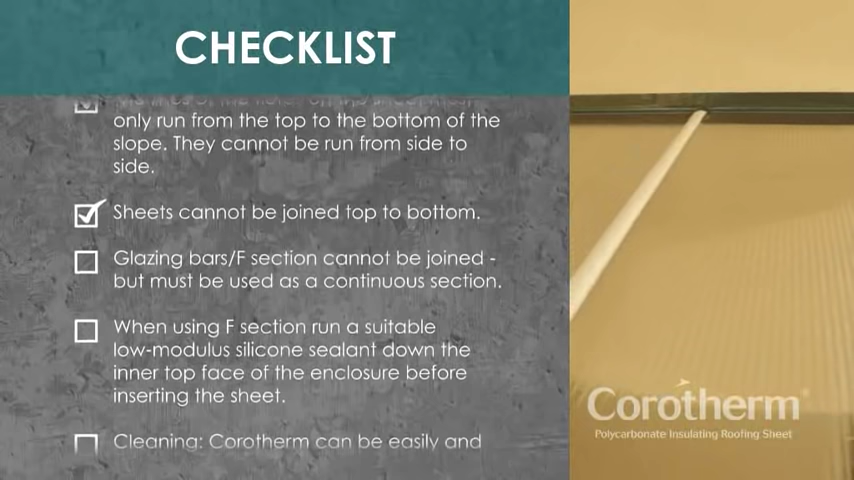 CHECKLIST
only run from the top to the bottom of the
slope. They cannot be run from side to
side.
Sheets cannot be joined top to bottom.
Glazing bars/F section cannot be joined -
but must be used as a continuous section.
When using F section run a suitable
low-modulus silicone sealant down the
inner top face of the enclosure before
inserting the sheet.
Cleaning: Corotherm can be easily and
Corotherm
Polycarbonate Insulating Roofing Sheet